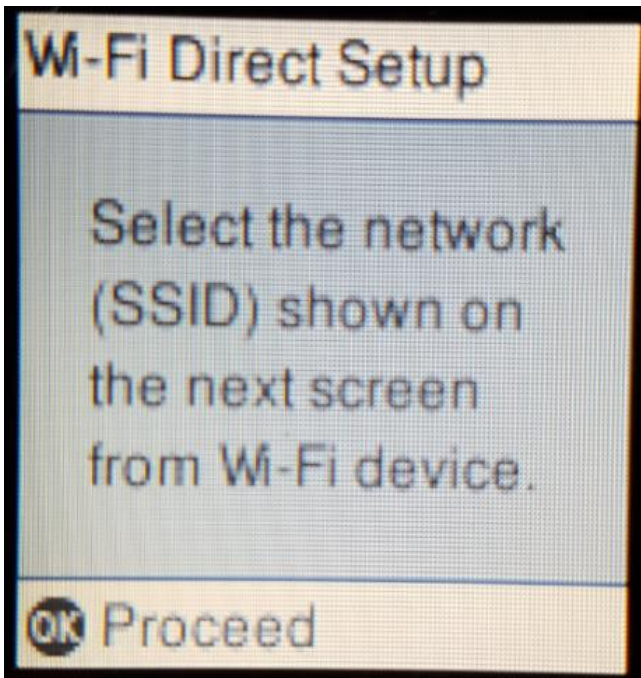 Wi-Fi Direct Setup
Select the network
(SSID) shown on
the next screen
from Wi-Fi device.
OK Proceed